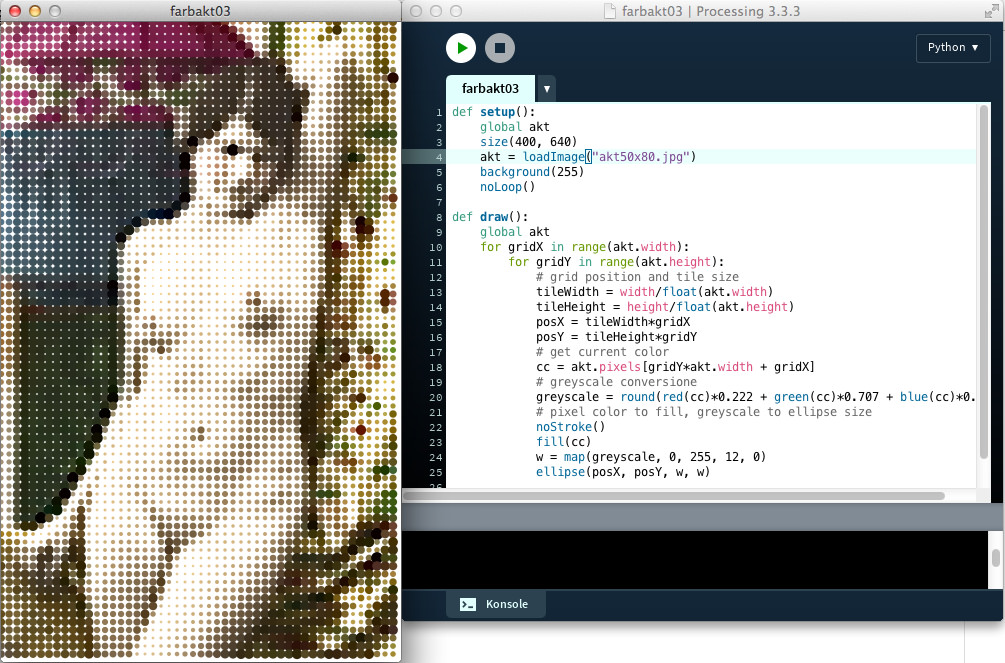 farbakt03
farbakt03 | Processing 3.3.3
Python ▼
farbakt03 ▼
1 def setup():
2 global akt
3 size(400, 640)
4 akt = loadImage("akt50x80.jpg")
5 background(255)
6 noLoop()
7
8 def draw():
9 global akt
10 for gridX in range(akt.width):
11 for gridY in range(akt.height):
12 # grid position and tile size
13 tileWidth = width/float(akt.width)
14 tileHeight = height/float(akt.height)
15 posX = tileWidth*gridX
16 posY = tileHeight*gridY
17 # get current color
18 cc = akt.pixels[gridY*akt.width + gridX]
19 # greyscale conversione
20 greyscale = round(red(cc)*0.222 + green(cc)*0.707 + blue(cc)*0.
21 # pixel color to fill, greyscale to ellipse size
22 noStroke()
23 fill(cc)
24 w = map(greyscale, 0, 255, 12, 0)
25 ellipse(posX, posY, w, w)
26
Konsole